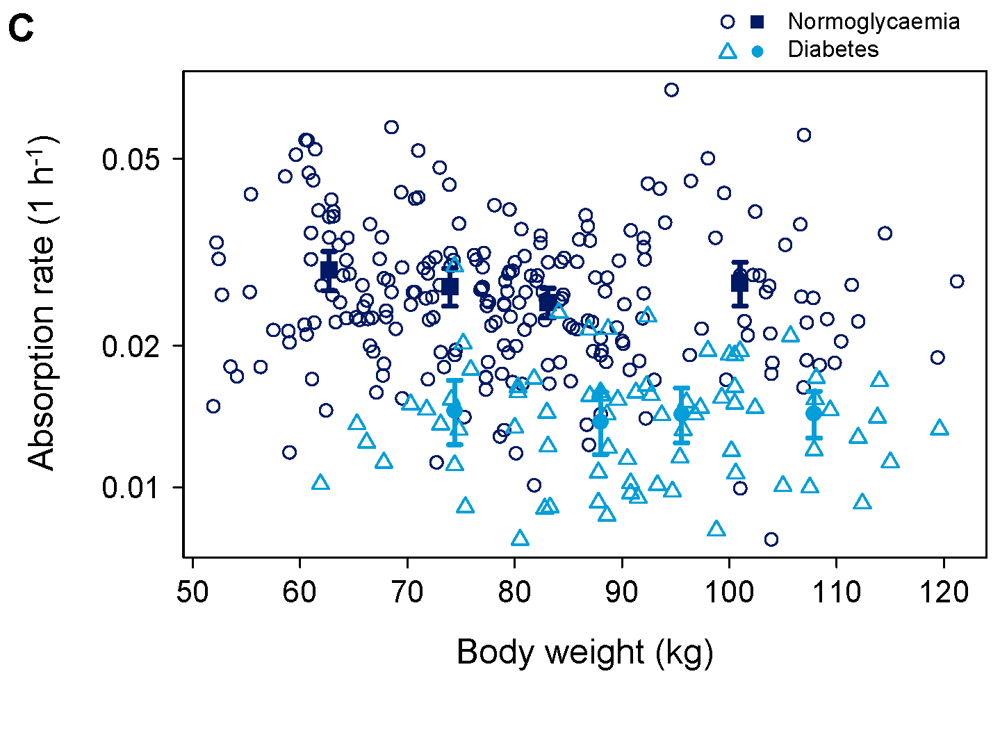 C
Normoglycaemia
Diabetes
Absorption rate (1 h-1)
0.05
0.02
0.01
50 60 70 80 90 100 110 120
Body weight (kg)